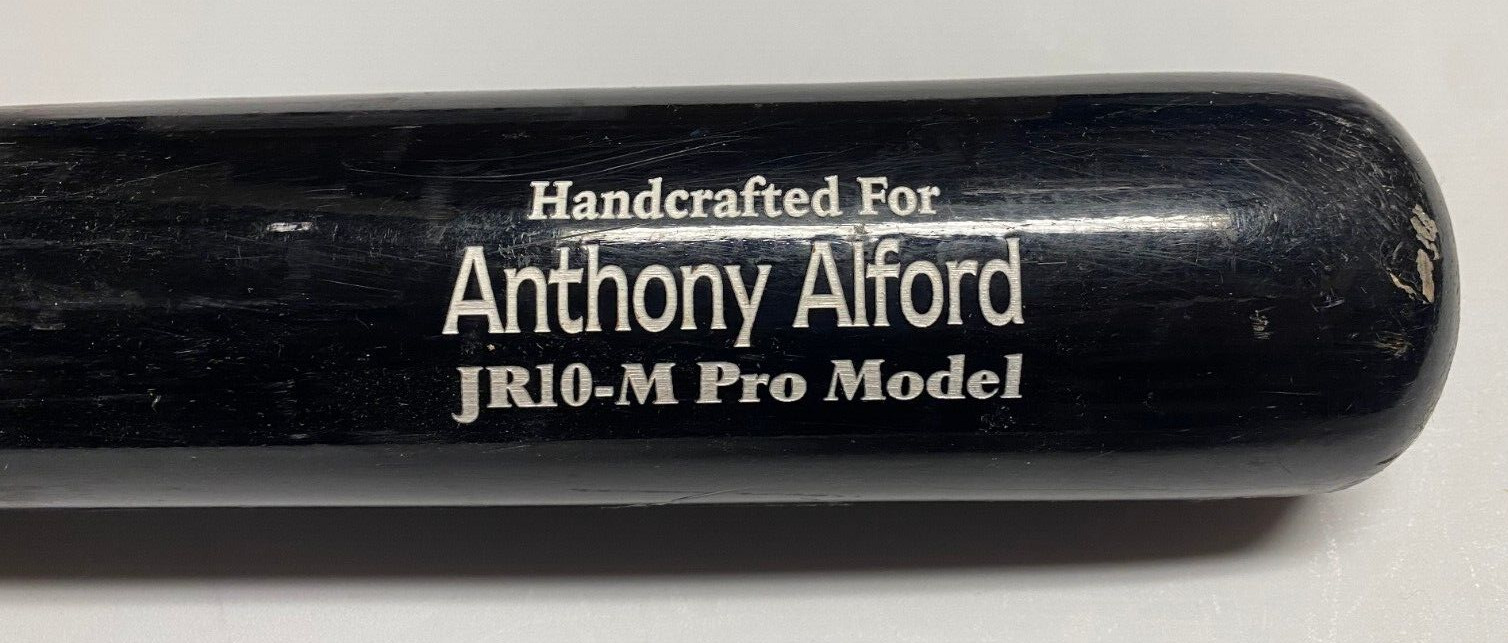 Handcrafted For
Anthony Alford
JR10-M Pro Model